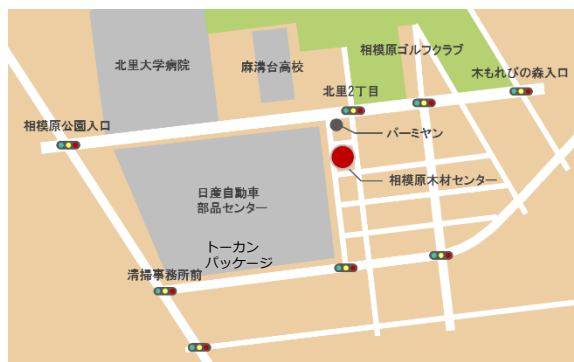 相模原ゴルフクラブ
北里大学病院
麻溝台高校
木もれびの森入口
北里2丁目
相模原公園入口
バーミヤン
相模原木材センター
日産自動車
部品センター
トーカン
パッケージ
清掃事務所前